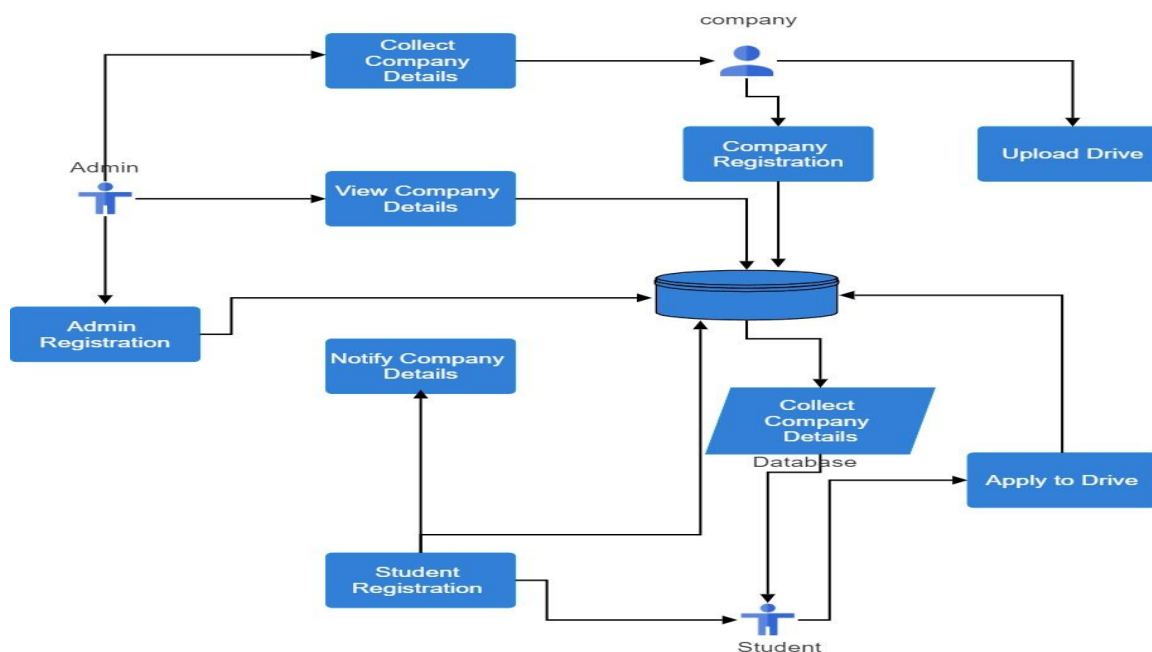 company
Collect
Company
Details
Company
Registration
Upload Drive
Admin
View Company
Details
Admin
Registration
Notify Company
Details
Collect
Company
Details
Database
Apply to Drive
Student
Registration
Student